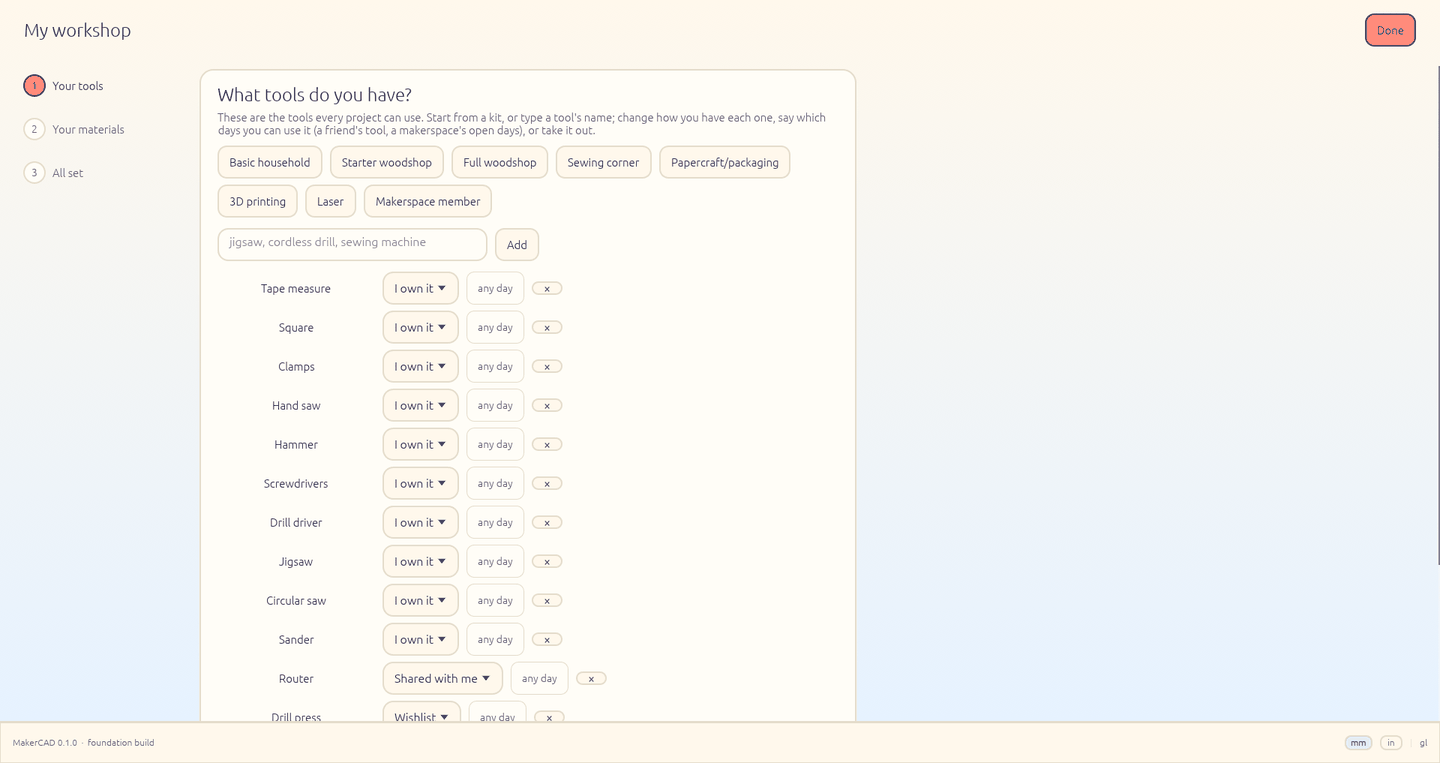 My workshop
Done
1 Your tools
2 Your materials
3 All set
What tools do you have?
These are the tools every project can use. Start from a kit, or type a tool's name; change how you have each one, say which
days you can use it (a friend's tool, a makerspace's open days), or take it out.
Basic household Starter woodshop Full woodshop Sewing corner Papercraft/packaging
3D printing Laser Makerspace member
jigsaw, cordless drill, sewing machine Add
Tape measure I own it any day x
Square I own it any day x
Clamps I own it any day x
Hand saw I own it any day x
Hammer I own it any day x
Screwdrivers I own it any day x
Drill driver I own it any day x
Jigsaw I own it any day x
Circular saw I own it any day x
Sander I own it any day x
Router Shared with me any day x
Drill press Wishlist any day x
MakerCAD 0.1.0 · foundation build mm in gl